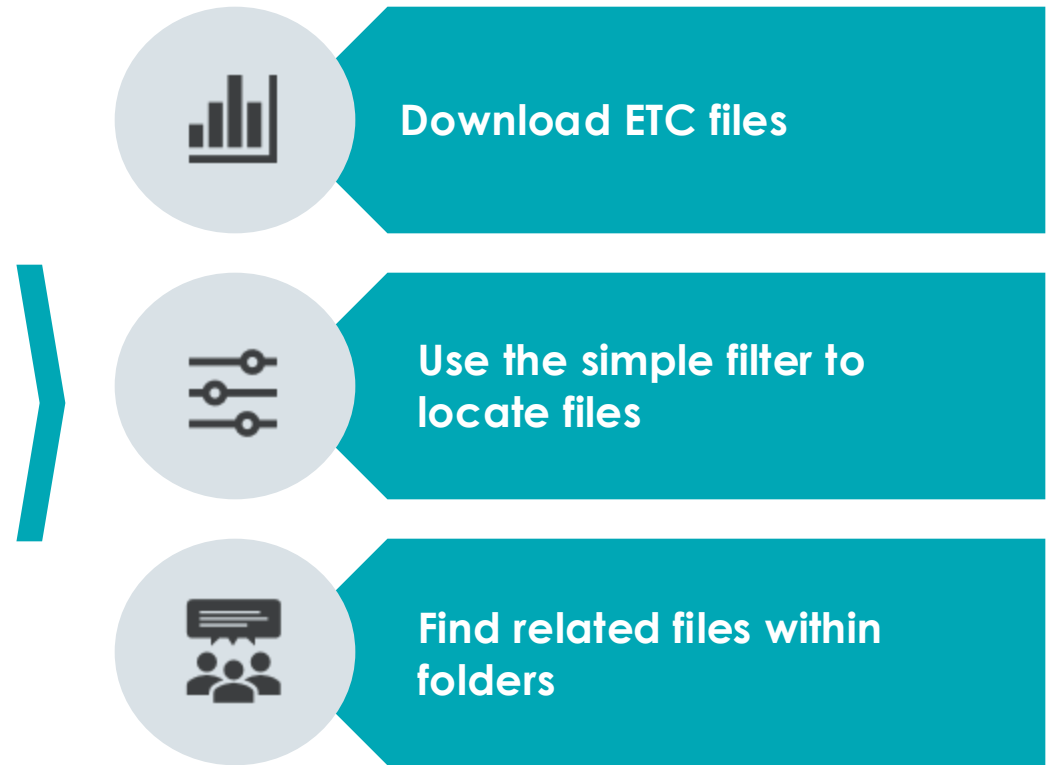 Download ETC files
Use the simple filter to
locate files
Find related files within
folders